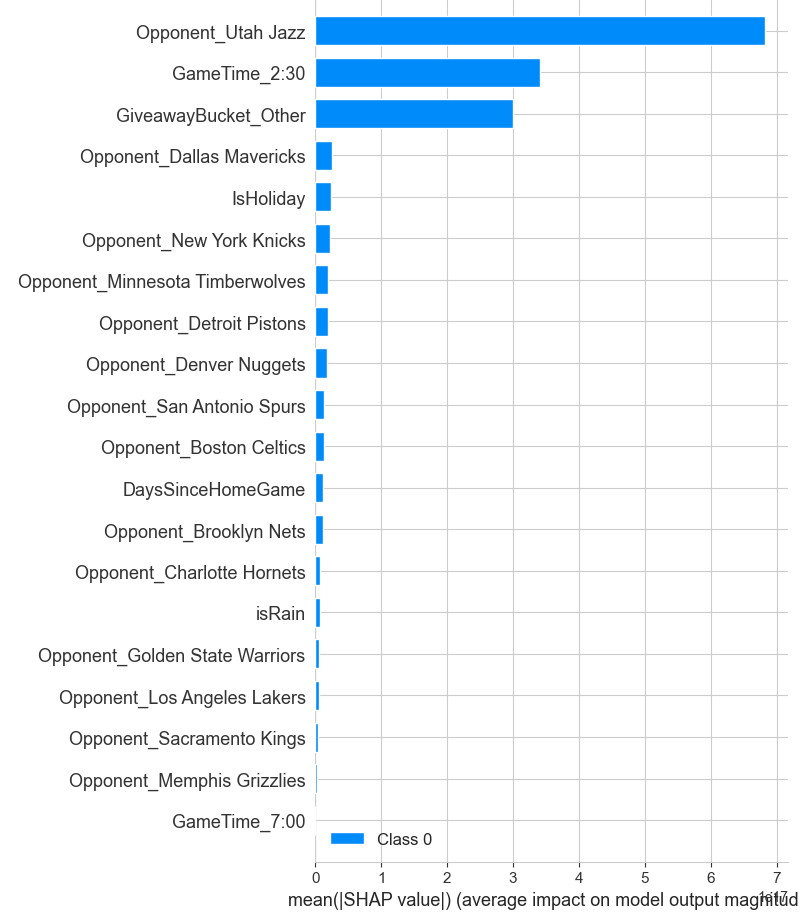 Opponent_Utah Jazz
GameTime_2:30
GiveawayBucket_Other
Opponent_Dallas Mavericks
IsHoliday
Opponent_New York Knicks
Opponent_Minnesota Timberwolves
Opponent_Detroit Pistons
Opponent_Denver Nuggets
Opponent_San Antonio Spurs
Opponent_Boston Celtics
DaysSinceHomeGame
Opponent_Brooklyn Nets
Opponent_Charlotte Hornets
isRain
Opponent_Golden State Warriors
Opponent_Los Angeles Lakers
Opponent_Sacramento Kings
Opponent_Memphis Grizzlies
GameTime_7:00
Class 0
0 1 2 3 4 5 6 7
1e17
mean(|SHAP value|) (average impact on model output magnitud